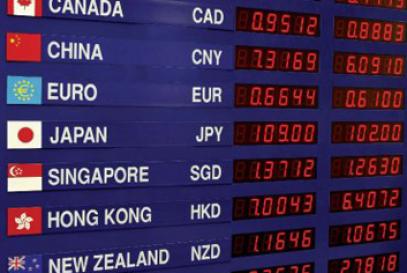 CANADA CAD 0.9512 0.8883
CHINA CNY 7.3169 6.0910
EURO EUR 0.6644 0.6100
JAPAN JPY 109.00 102.00
SINGAPORE SGD 1.3712 1.2630
HONG KONG HKD 7.0043 6.4072
NEW ZEALAND NZD 1.1646 1.0675